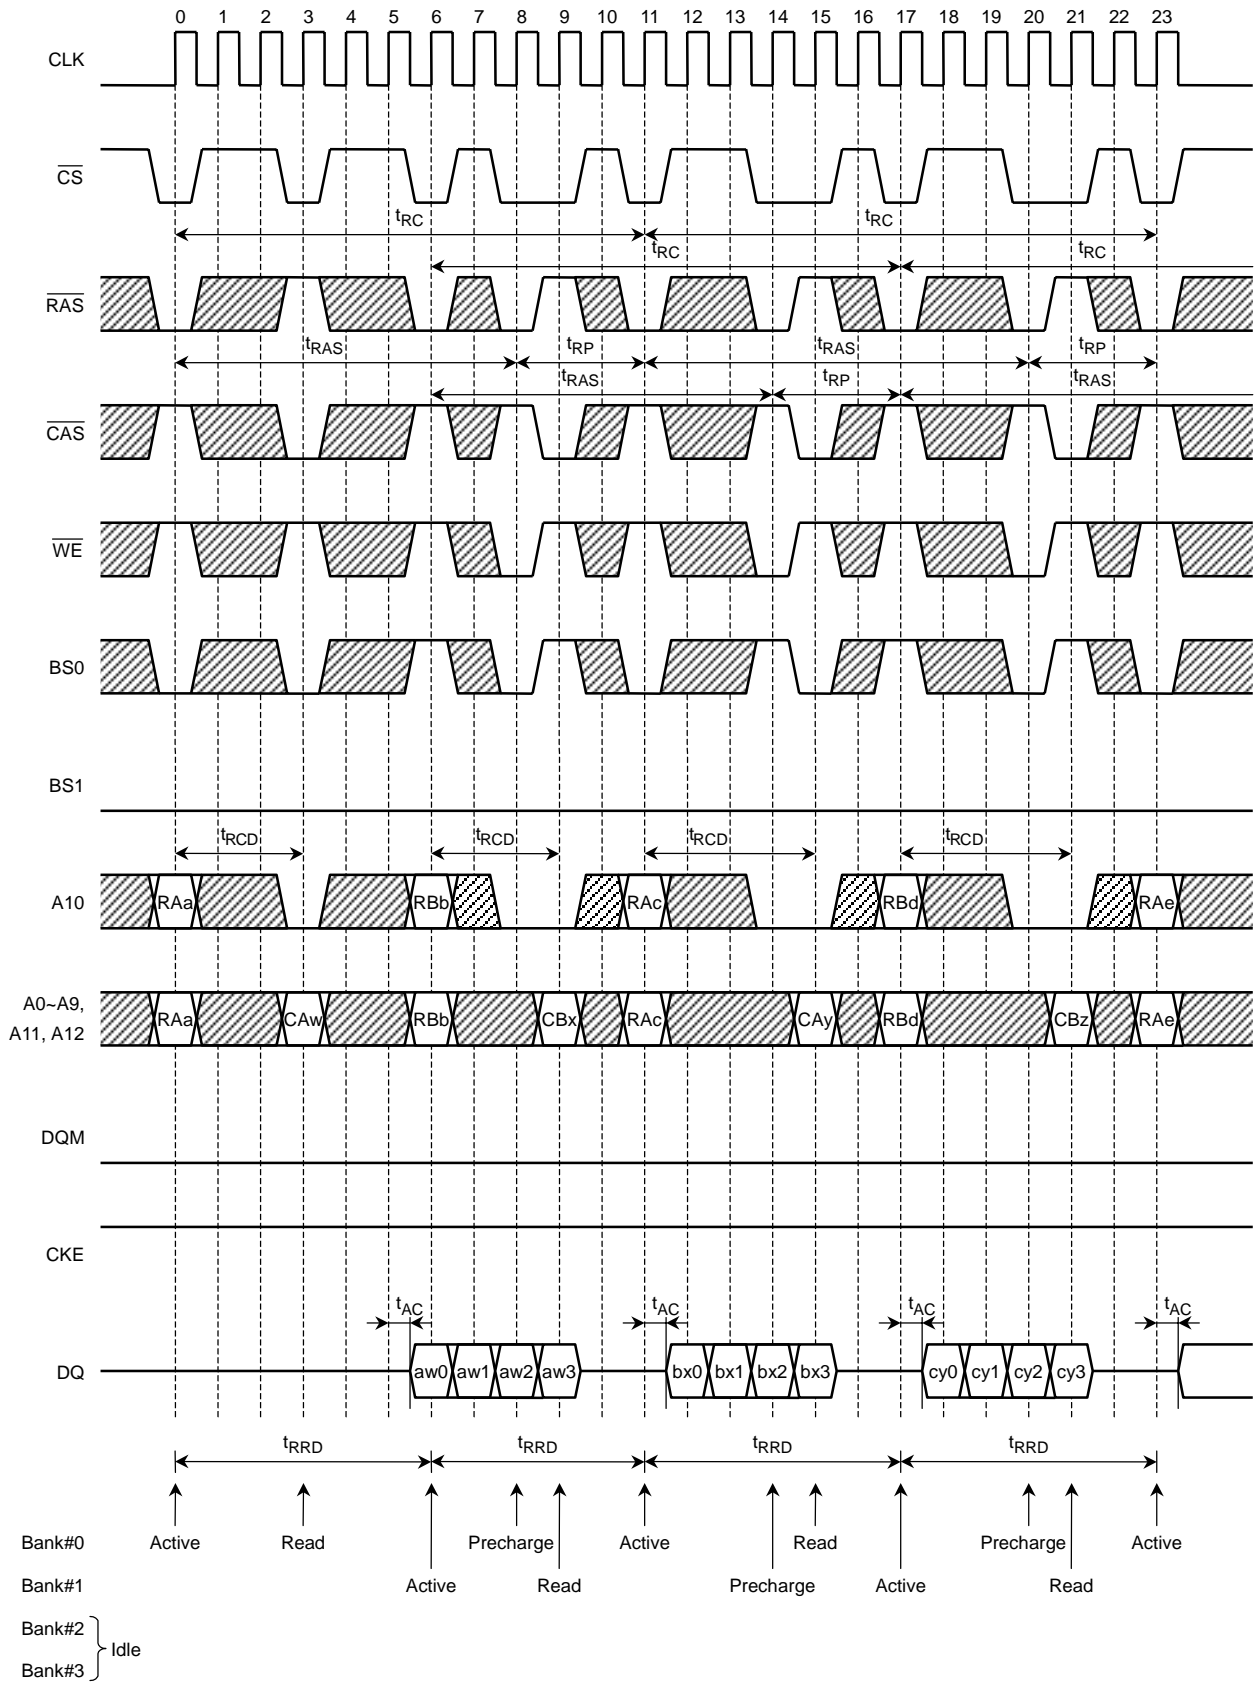 0 1 2 3 4 5 6 7 8 9 10 11 12 13 14 15 16 17 18 19 20 21 22 23
CLK
CS
tRC tRC
tRC tRC
RAS
tRAS tRP tRAS tRP
tRAS tRP tRAS
CAS
WE
BS0
BS1
tRCD tRCD tRCD tRCD
A10 RAa RBb RAc RBd RAe
A0~A9,
A11, A12
RAa CAw RBb CBx RAc CAy RBd CBz RAe
DQM
CKE
tAC tAC tAC tAC
DQ aw0 aw1 aw2 aw3 bx0 bx1 bx2 bx3 cy0 cy1 cy2 cy3
tRRD tRRD tRRD tRRD
Bank#0 Active Read Precharge Active Read Precharge Active
Bank#1 Active Read Precharge Active Read
Bank#2
Idle
Bank#3